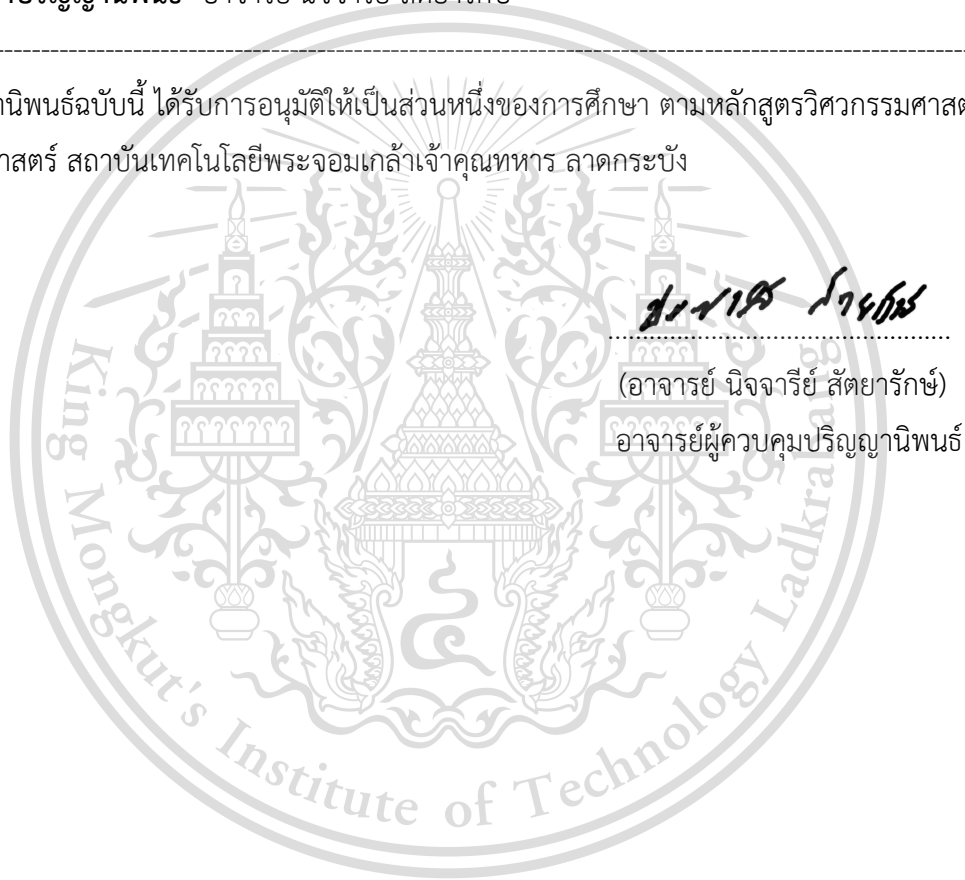 านิพนธ์ฉบับนี้ ได้รับการอนุมัติให้เป็นส่วนหนึ่งของการศึกษา ตามหลักสูตรวิศวกรรมศาสต
าสตร์ สถาบันเทคโนโลยีพระจอมเกล้าเจ้าคุณทหาร ลาดกระบัง
(อาจารย์ นิจจารีย์ สัตยารักษ์)
อาจารย์ผู้ควบคุมปริญญานิพนธ์
King Mongkut's Institute of Technology Ladkrabang